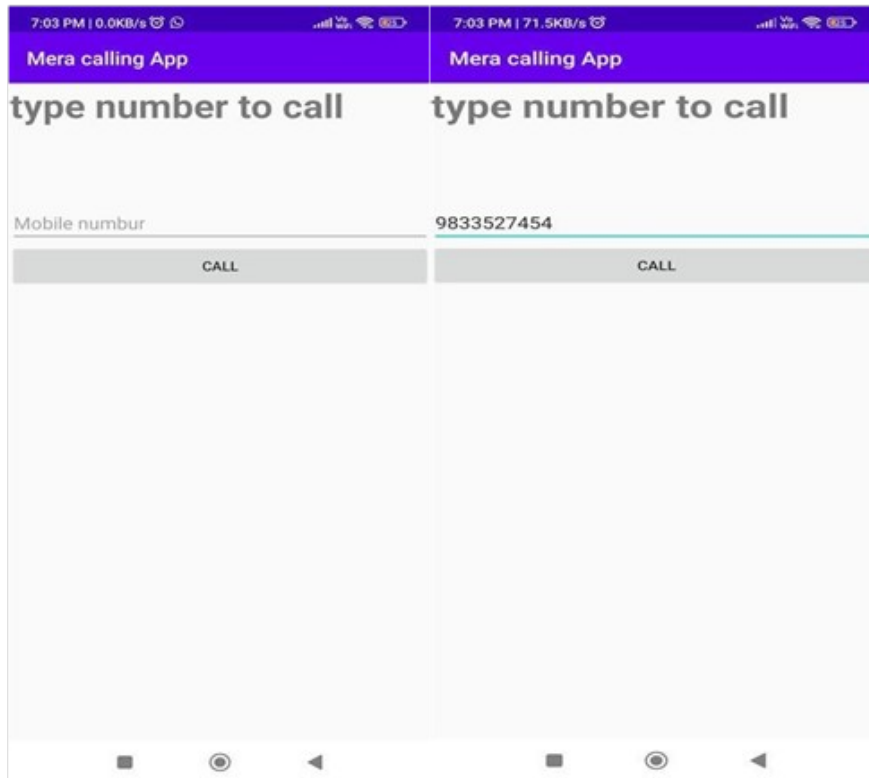 7:03 PM | 0.0KB/s
Mera calling App
type number to call
Mobile numbur
CALL
7:03 PM | 71.5KB/s
Mera calling App
type number to call
9833527454
CALL